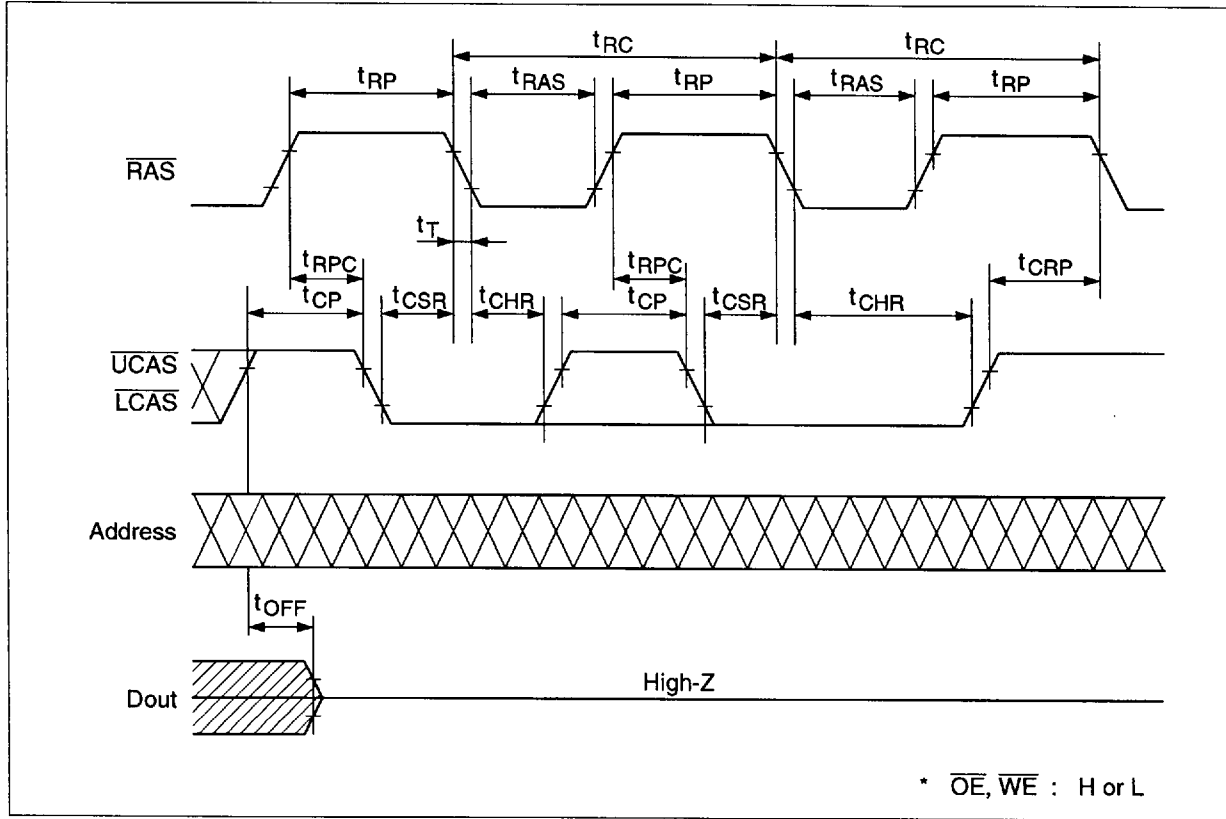 tRC tRC
tRP tRAS tRP tRAS tRP
RAS
tT
tRPC tRPC tCRP
tCP tCSR tCHR tCP tCSR tCHR
UCAS
LCAS
Address
tOFF
Dout High-Z
* OE, WE : H or L